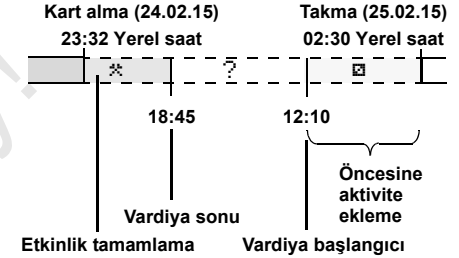 Kart alma (24.02.15) Takma (25.02.15)
23:32 Yerel saat 02:30 Yerel saat
?
18:45 12:10
Öncesine
aktivite
ekleme
Vardiya sonu
Etkinlik tamamlama Vardiya başlangıcı